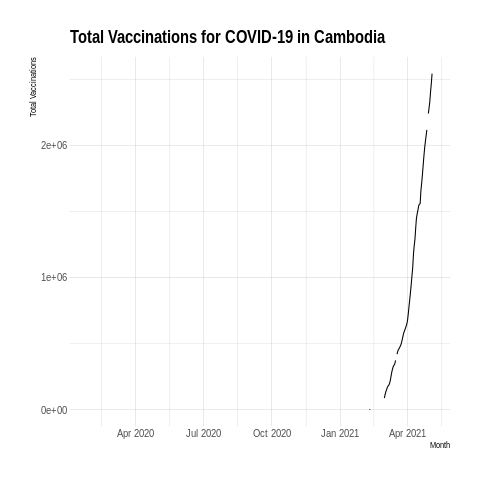 Total Vaccinations for COVID-19 in Cambodia
Total Vaccinations
2e+06
1e+06
0e+00
Apr 2020 Jul 2020 Oct 2020 Jan 2021 Apr 2021
Month